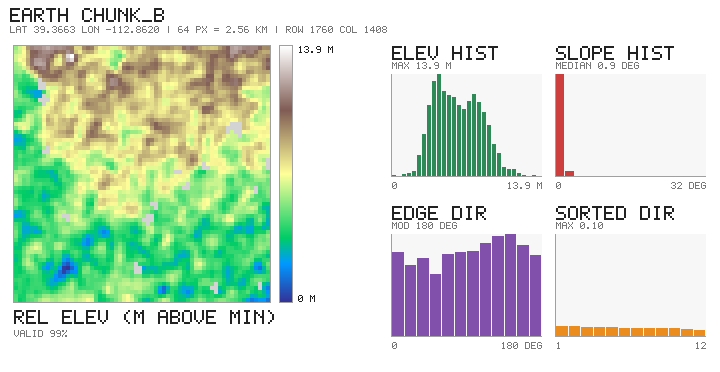 EARTH CHUNK_B
LAT 39.3663 LON -112.8620 | 64 PX = 2.56 KM | ROW 1760 COL 1408
13.9 M
0 M
REL ELEV (M ABOVE MIN)
VALID 99%
ELEV HIST
MAX 13.9 M
0 13.9 M
SLOPE HIST
MEDIAN 0.9 DEG
0 32 DEG
EDGE DIR
MOD 180 DEG
0 180 DEG
SORTED DIR
MAX 0.10
1 12